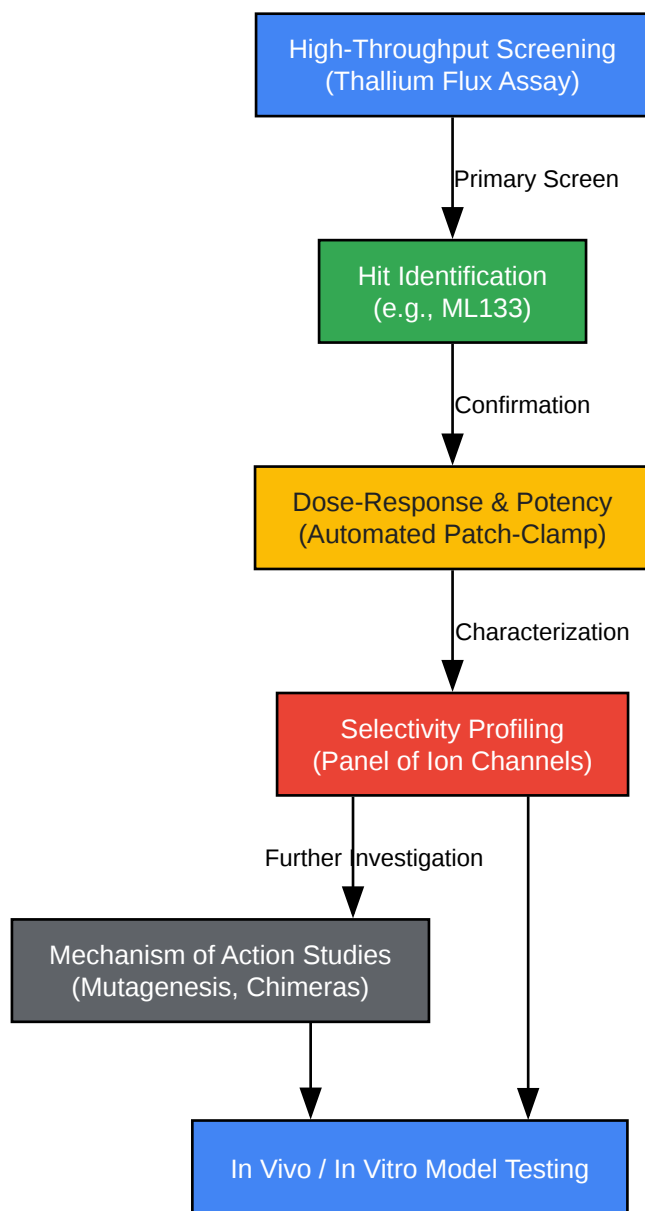 High-Throughput Screening
(Thallium Flux Assay)
Primary Screen
Hit Identification
(e.g., ML133)
Confirmation
Dose-Response & Potency
(Automated Patch-Clamp)
Characterization
Selectivity Profiling
(Panel of Ion Channels)
Further Investigation
Mechanism of Action Studies
(Mutagenesis, Chimeras)
In Vivo / In Vitro Model Testing